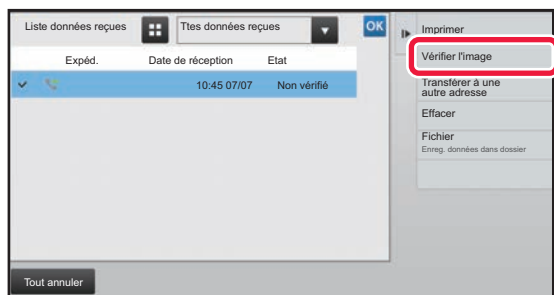 Liste données reçues
Ttes données reçues
OK
Expéd.
Date de réception
Etat
10:45 07/07
Non vérifié
Tout annuler
Imprimer
Vérifier l'image
Transférer à une
autre adresse
Effacer
Fichier
Enreg. données dans dossier